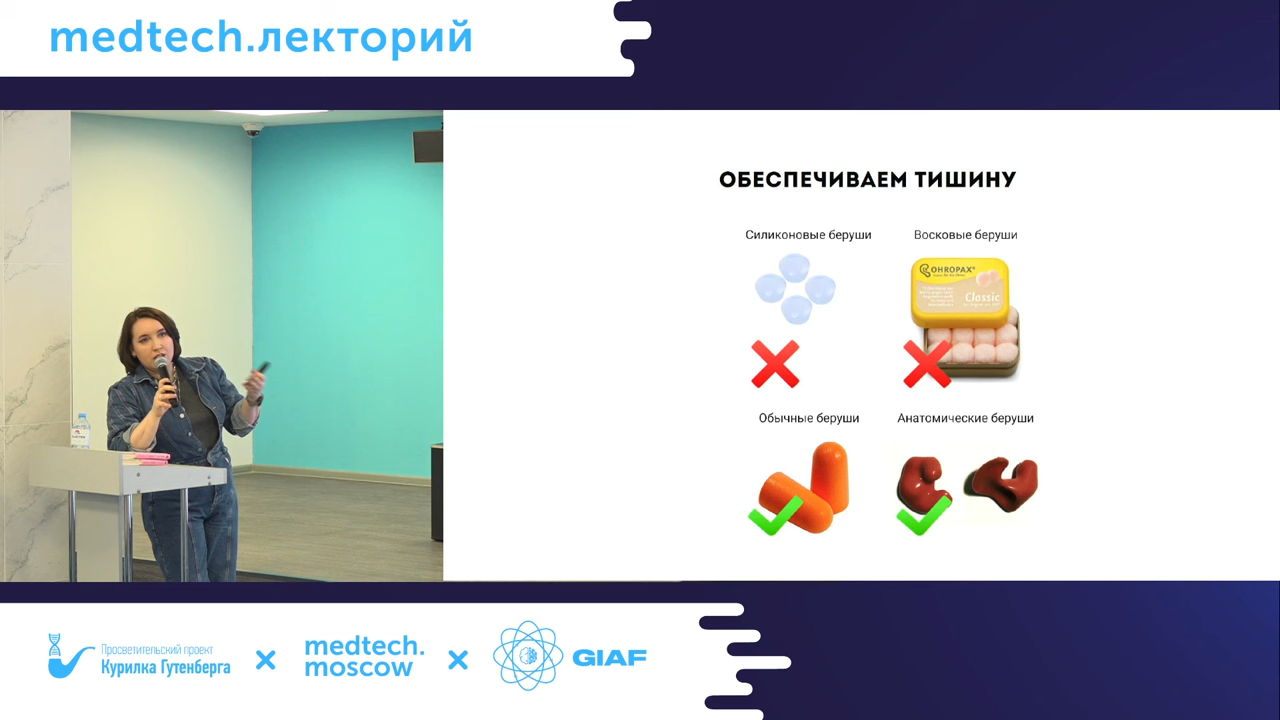 medtech.лекторий
ОБЕСПЕЧИВАЕМ ТИШИНУ
Силиконовые беруши
Восковые беруши
OHROPAX
Classic
Обычные беруши
Анатомические беруши
Просветительский проект
Курилка Гутенберга
medtech.
moscow
GIAF